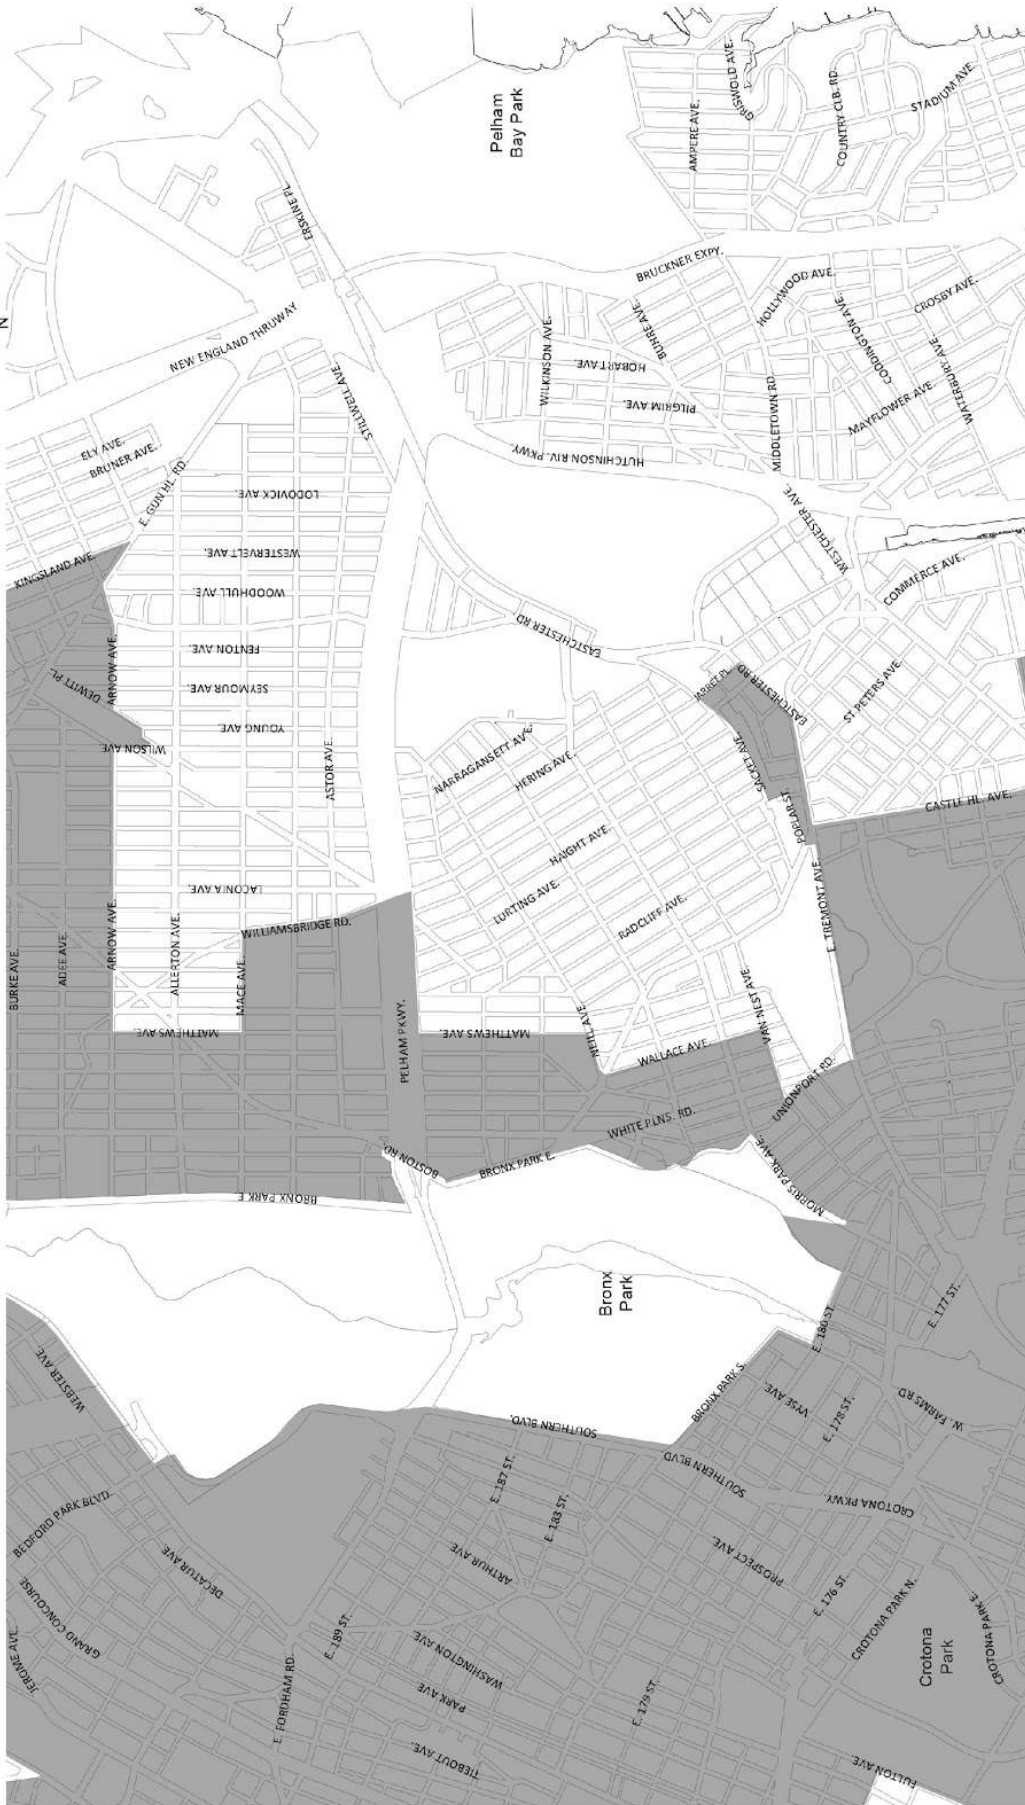 Pelham
Bay Park
GRISWOLD AVE.
COUNTRY CLB. RD.
STADIUM AVE
AMPERE AVE.
ERSKINE PL.
N
NEW ENGLAND THRUWAY
BRUCKNER EXPY.
HOLLYWOOD AVE.
CODDINGTON AVE.
CROSBY AVE.
WATERBURY AVE.
MAYFLOWER AVE
BUHRE AVE.
HOBART AVE.
WILKINSON AVE.
PILGRIM AVE.
MIDDLETOWN RD.
HUTCHINSON RIV. PKWY.
STILLWELL AVE.
ELY AVE.
BRUNER AVE.
E. GUN HL. RD.
LODOVICK AVE.
WESTERVELT AVE.
WOODHULL AVE.
FENTON AVE
SEYMOUR AVE.
YOUNG AVE.
KINGSLAND AVE.
ARNOW AVE.
DEWITT PL.
WILSON AVE
ASTOR AVE.
WESTCHESTER AVE.
COMMERCE AVE.
EASTCHESTER RD
ST PETERS AVE.
JARRET PL.
EASTCHESTER RD
SACKET AVE.
POPLAR ST.
CASTLE HL. AVE.
E. TREMONT AVE.
NARRAGANSETT AVE.
HERING AVE.
HAIGHT AVE.
LURTING AVE.
RADCLIFF AVE.
LACONIA AVE.
WILLIAMSBRIDGE RD.
BURKE AVE.
ADEE AVE.
ARNOW AVE.
ALLERTON AVE.
MACE AVE.
MATTHEWS AVE.
PELHAM PKWY.
MATTHEWS AVE.
NEIL AVE.
WALLACE AVE
VAN NEST AVE.
UNIONPORT RD.
WHITE PLNS. RD.
MORRIS PARK AVE.
BOSTON RD.
BRONX PARK E.
BRONX PARK E
Bronx
Park
E. 180 ST.
E. 177 ST.
BRONX PARK S.
VYSE AVE.
E. 178 ST.
W. FARMS RD
WEBSTER AVE.
SOUTHERN BLVD.
SOUTHERN BLVD
CROTONA PKWY
E. 187 ST.
E. 183 ST.
BEDFORD PARK BLVD.
DECATUR AVE
ARTHUR AVE
PROSPECT AVE.
E. 176 ST.
CROTONA PARK N.
CROTONA PARK E
Crotona
Park
GRAND CONCOURSE
JEROME AVE.
E. 189 ST.
E. FORDHAM RD.
WASHINGTON AVE.
PARK AVE
E. 179 ST.
TIEBOUT AVE.
FULTON AVE.